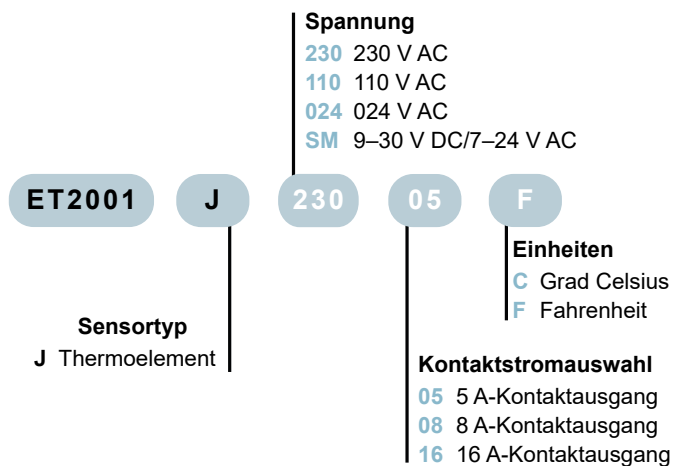 Spannung
230 230 V AC
110 110 V AC
024 024 V AC
SM 9–30 V DC/7–24 V AC
ET2001 J 230 05 F
Einheiten
C Grad Celsius
F Fahrenheit
Sensortyp
J Thermoelement
Kontaktstromauswahl
05 5 A-Kontaktausgang
08 8 A-Kontaktausgang
16 16 A-Kontaktausgang